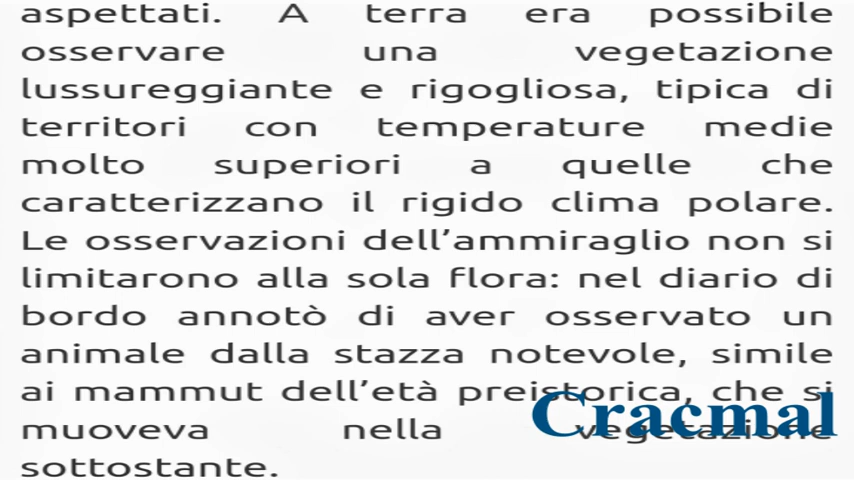 aspettati. A terra era possibile
osservare una vegetazione
lussureggiante e rigogliosa, tipica di
territori con temperature medie
molto superiori a quelle che
caratterizzano il rigido clima polare.
Le osservazioni dell’ammiraglio non si
limitarono alla sola flora: nel diario di
bordo annotò di aver osservato un
animale dalla stazza notevole, simile
ai mammut dell’età preistorica, che si
muoveva nella vegetazione
sottostante.
Cracmal